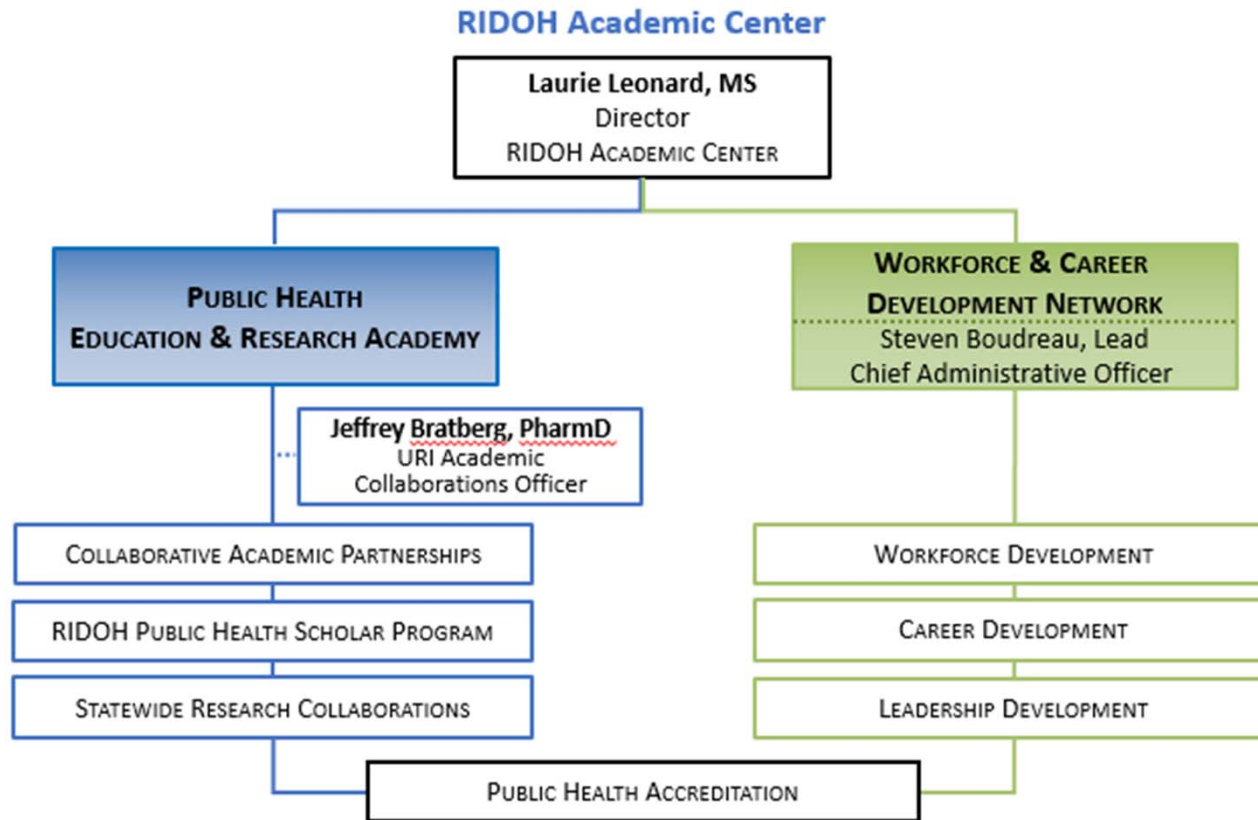 RIDOH Academic Center
Laurie Leonard, MS
Director
RIDOH ACADEMIC CENTER
PUBLIC HEALTH
EDUCATION & RESEARCH ACADEMY
WORKFORCE & CAREER
DEVELOPMENT NETWORK
Steven Boudreau, Lead
Chief Administrative Officer
Jeffrey Bratberg, PharmD
URI Academic
Collaborations Officer
COLLABORATIVE ACADEMIC PARTNERSHIPS
RIDOH PUBLIC HEALTH SCHOLAR PROGRAM
STATEWIDE RESEARCH COLLABORATIONS
WORKFORCE DEVELOPMENT
CAREER DEVELOPMENT
LEADERSHIP DEVELOPMENT
PUBLIC HEALTH ACCREDITATION